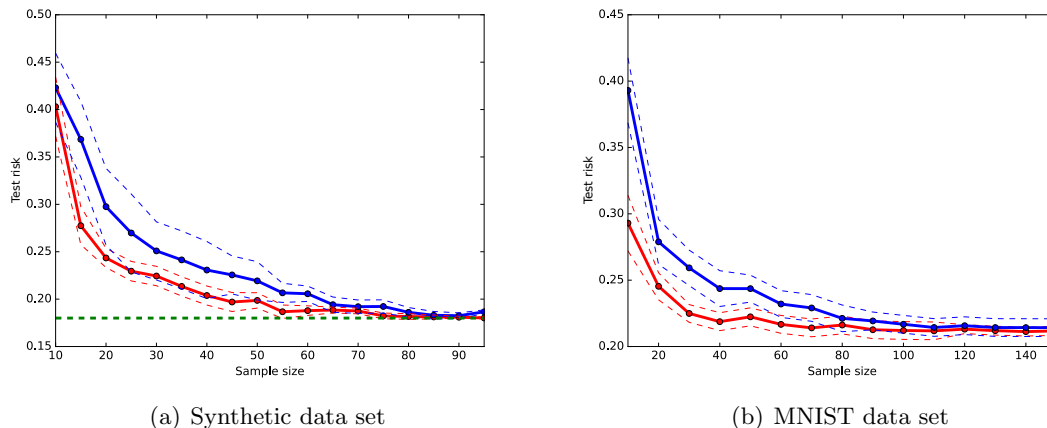 0.50
0.45
0.40
0.35
0.30
0.25
0.20
0.15
Test risk
10 20 30 40 50 60 70 80 90
Sample size
(a) Synthetic data set
0.45
0.40
0.35
0.30
0.25
0.20
Test risk
20 40 60 80 100 120 140
Sample size
(b) MNIST data set